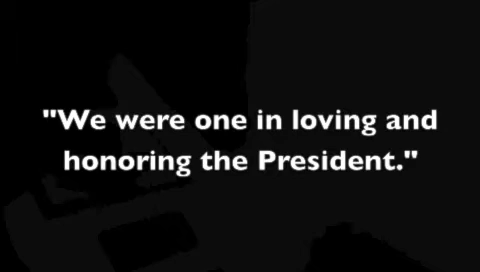 "We were one in loving and
honoring the President."